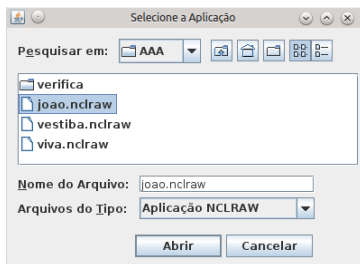 Selecione a Aplicação
Pesquisar em: AAA
verifica
joao.nclraw
vestiba.nclraw
viva.nclraw
Nome do Arquivo: joao.nclraw
Arquivos do Tipo: Aplicação NCLRAW
Abrir Cancelar